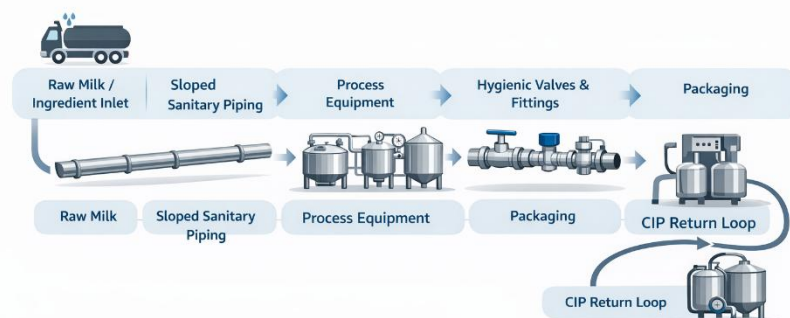 Raw Milk /
Ingredient Inlet
Sloped
Sanitary Piping
Process
Equipment
Hygienic Valves &
Fittings
Packaging
Raw Milk
Sloped Sanitary
Piping
Process Equipment
Packaging
CIP Return Loop
CIP Return Loop